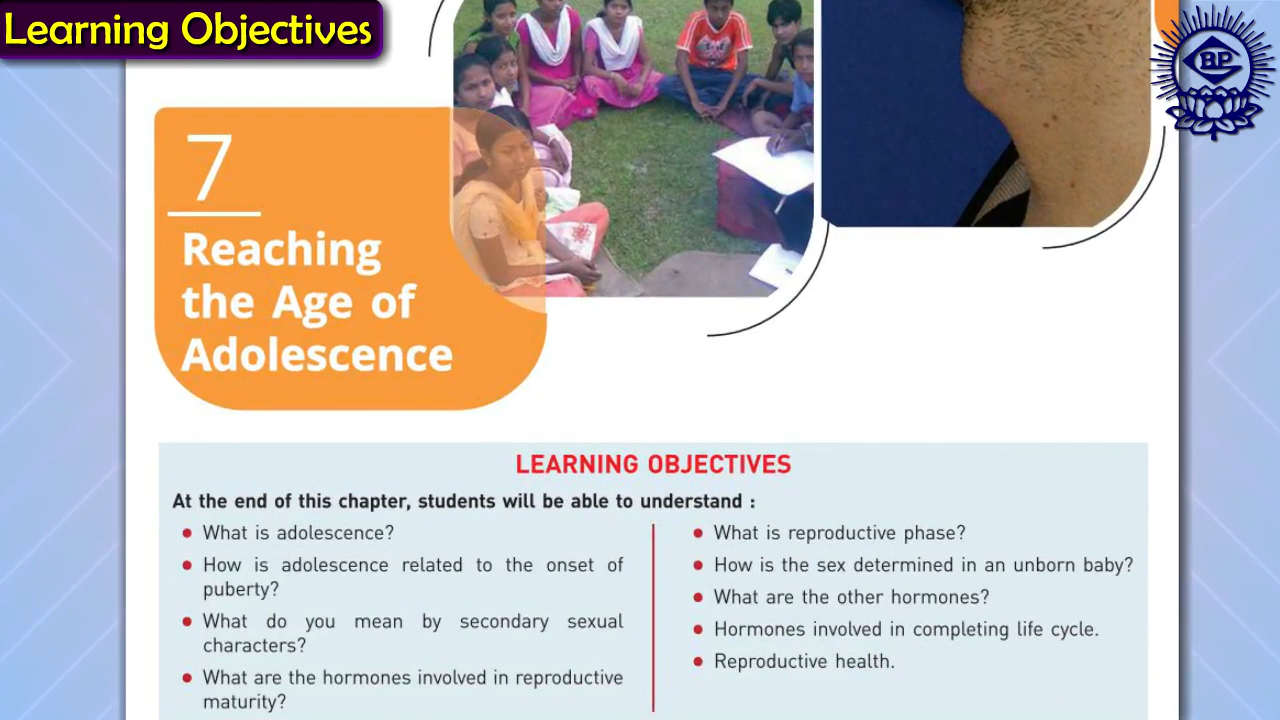 Learning Objectives
BP
7
Reaching
the Age of
Adolescence
LEARNING OBJECTIVES
At the end of this chapter, students will be able to understand :
• What is adolescence?
• How is adolescence related to the onset of
puberty?
• What do you mean by secondary sexual
characters?
• What are the hormones involved in reproductive
maturity?
• What is reproductive phase?
• How is the sex determined in an unborn baby?
• What are the other hormones?
• Hormones involved in completing life cycle.
• Reproductive health.